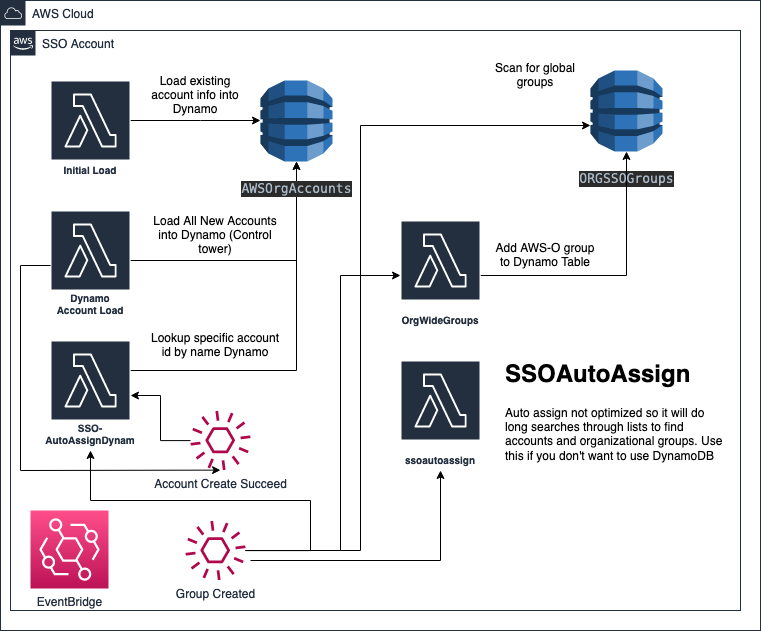 AWS Cloud
aws
SSO Account
Load existing
account info into
Dynamo
Scan for global
groups
Initial Load
AWSOrgAccounts
ORGSSOGroups
Load All New Accounts
into Dynamo (Control
tower)
Add AWS-O group
to Dynamo Table
Dynamo
Account Load
OrgWideGroups
Lookup specific account
id by name Dynamo
SSOAutoAssign
Auto assign not optimized so it will do
long searches through lists to find
accounts and organizational groups. Use
this if you don't want to use DynamoDB
SSO-
AutoAssignDynam
ssoautoassign
Account Create Succeed
Group Created
EventBridge